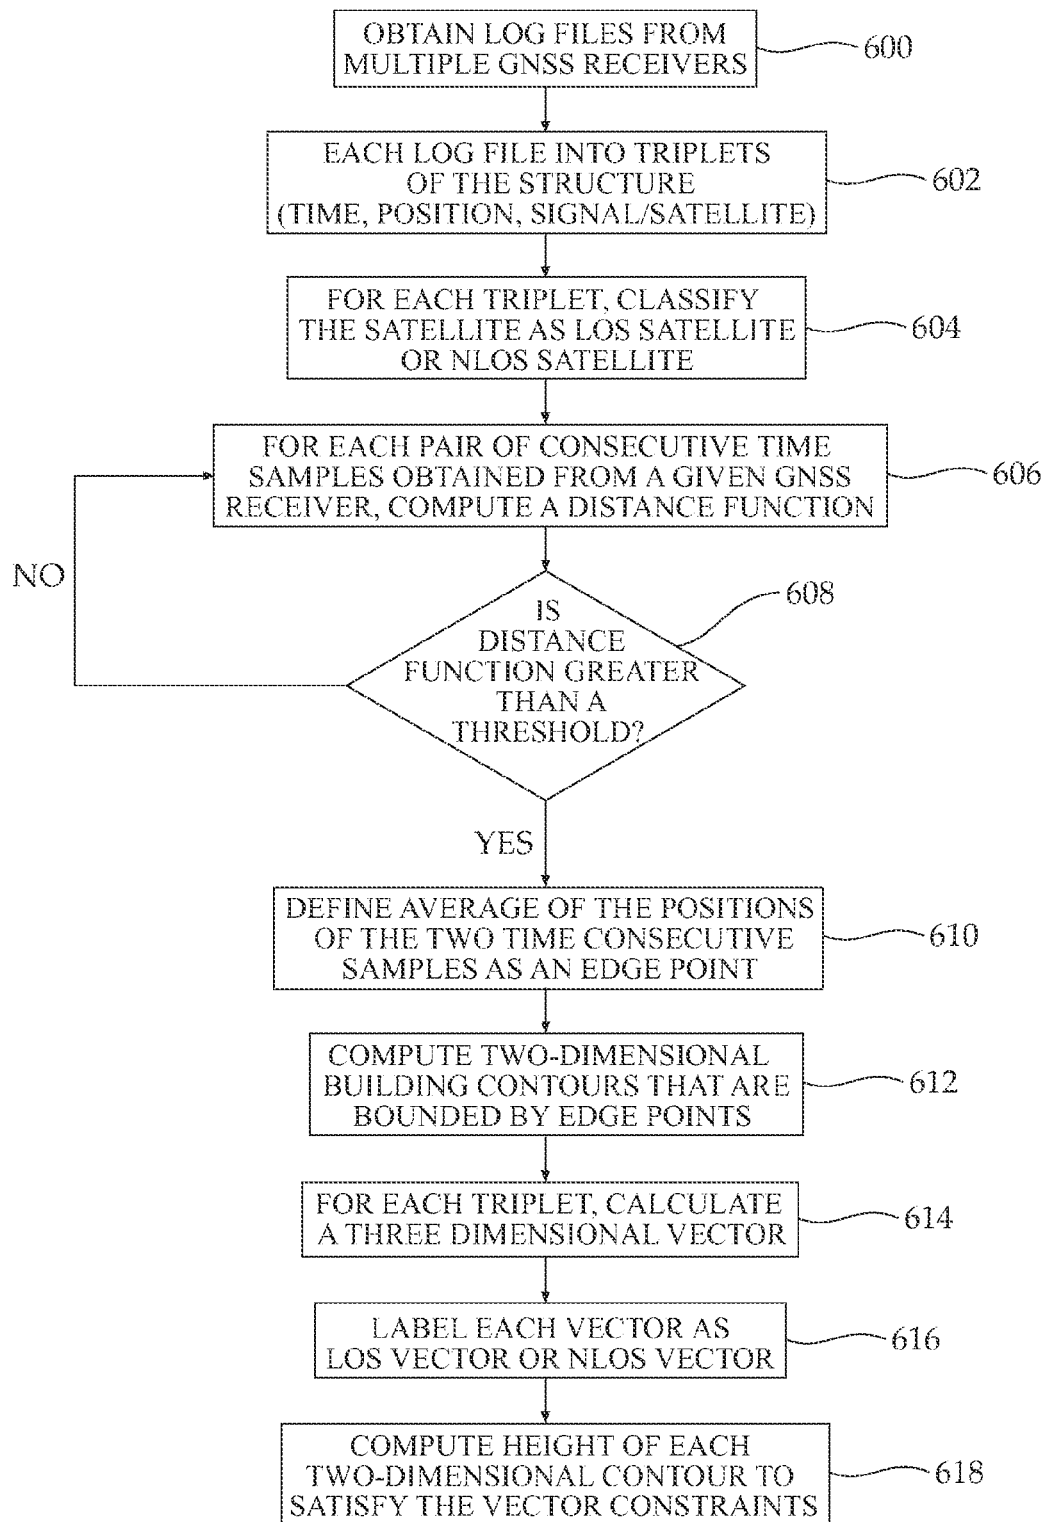 OBTAIN LOG FILES FROM
MULTIPLE GNSS RECEIVERS
600
EACH LOG FILE INTO TRIPLETS
OF THE STRUCTURE
(TIME, POSITION, SIGNAL/SATELLITE)
602
FOR EACH TRIPLET, CLASSIFY
THE SATELLITE AS LOS SATELLITE
OR NLOS SATELLITE
604
FOR EACH PAIR OF CONSECUTIVE TIME
SAMPLES OBTAINED FROM A GIVEN GNSS
RECEIVER, COMPUTE A DISTANCE FUNCTION
606
NO
IS
DISTANCE
FUNCTION GREATER
THAN A
THRESHOLD?
608
YES
DEFINE AVERAGE OF THE POSITIONS
OF THE TWO TIME CONSECUTIVE
SAMPLES AS AN EDGE POINT
610
COMPUTE TWO-DIMENSIONAL
BUILDING CONTOURS THAT ARE
BOUNDED BY EDGE POINTS
612
FOR EACH TRIPLET, CALCULATE
A THREE DIMENSIONAL VECTOR
614
LABEL EACH VECTOR AS
LOS VECTOR OR NLOS VECTOR
616
COMPUTE HEIGHT OF EACH
TWO-DIMENSIONAL CONTOUR TO
SATISFY THE VECTOR CONSTRAINTS
618